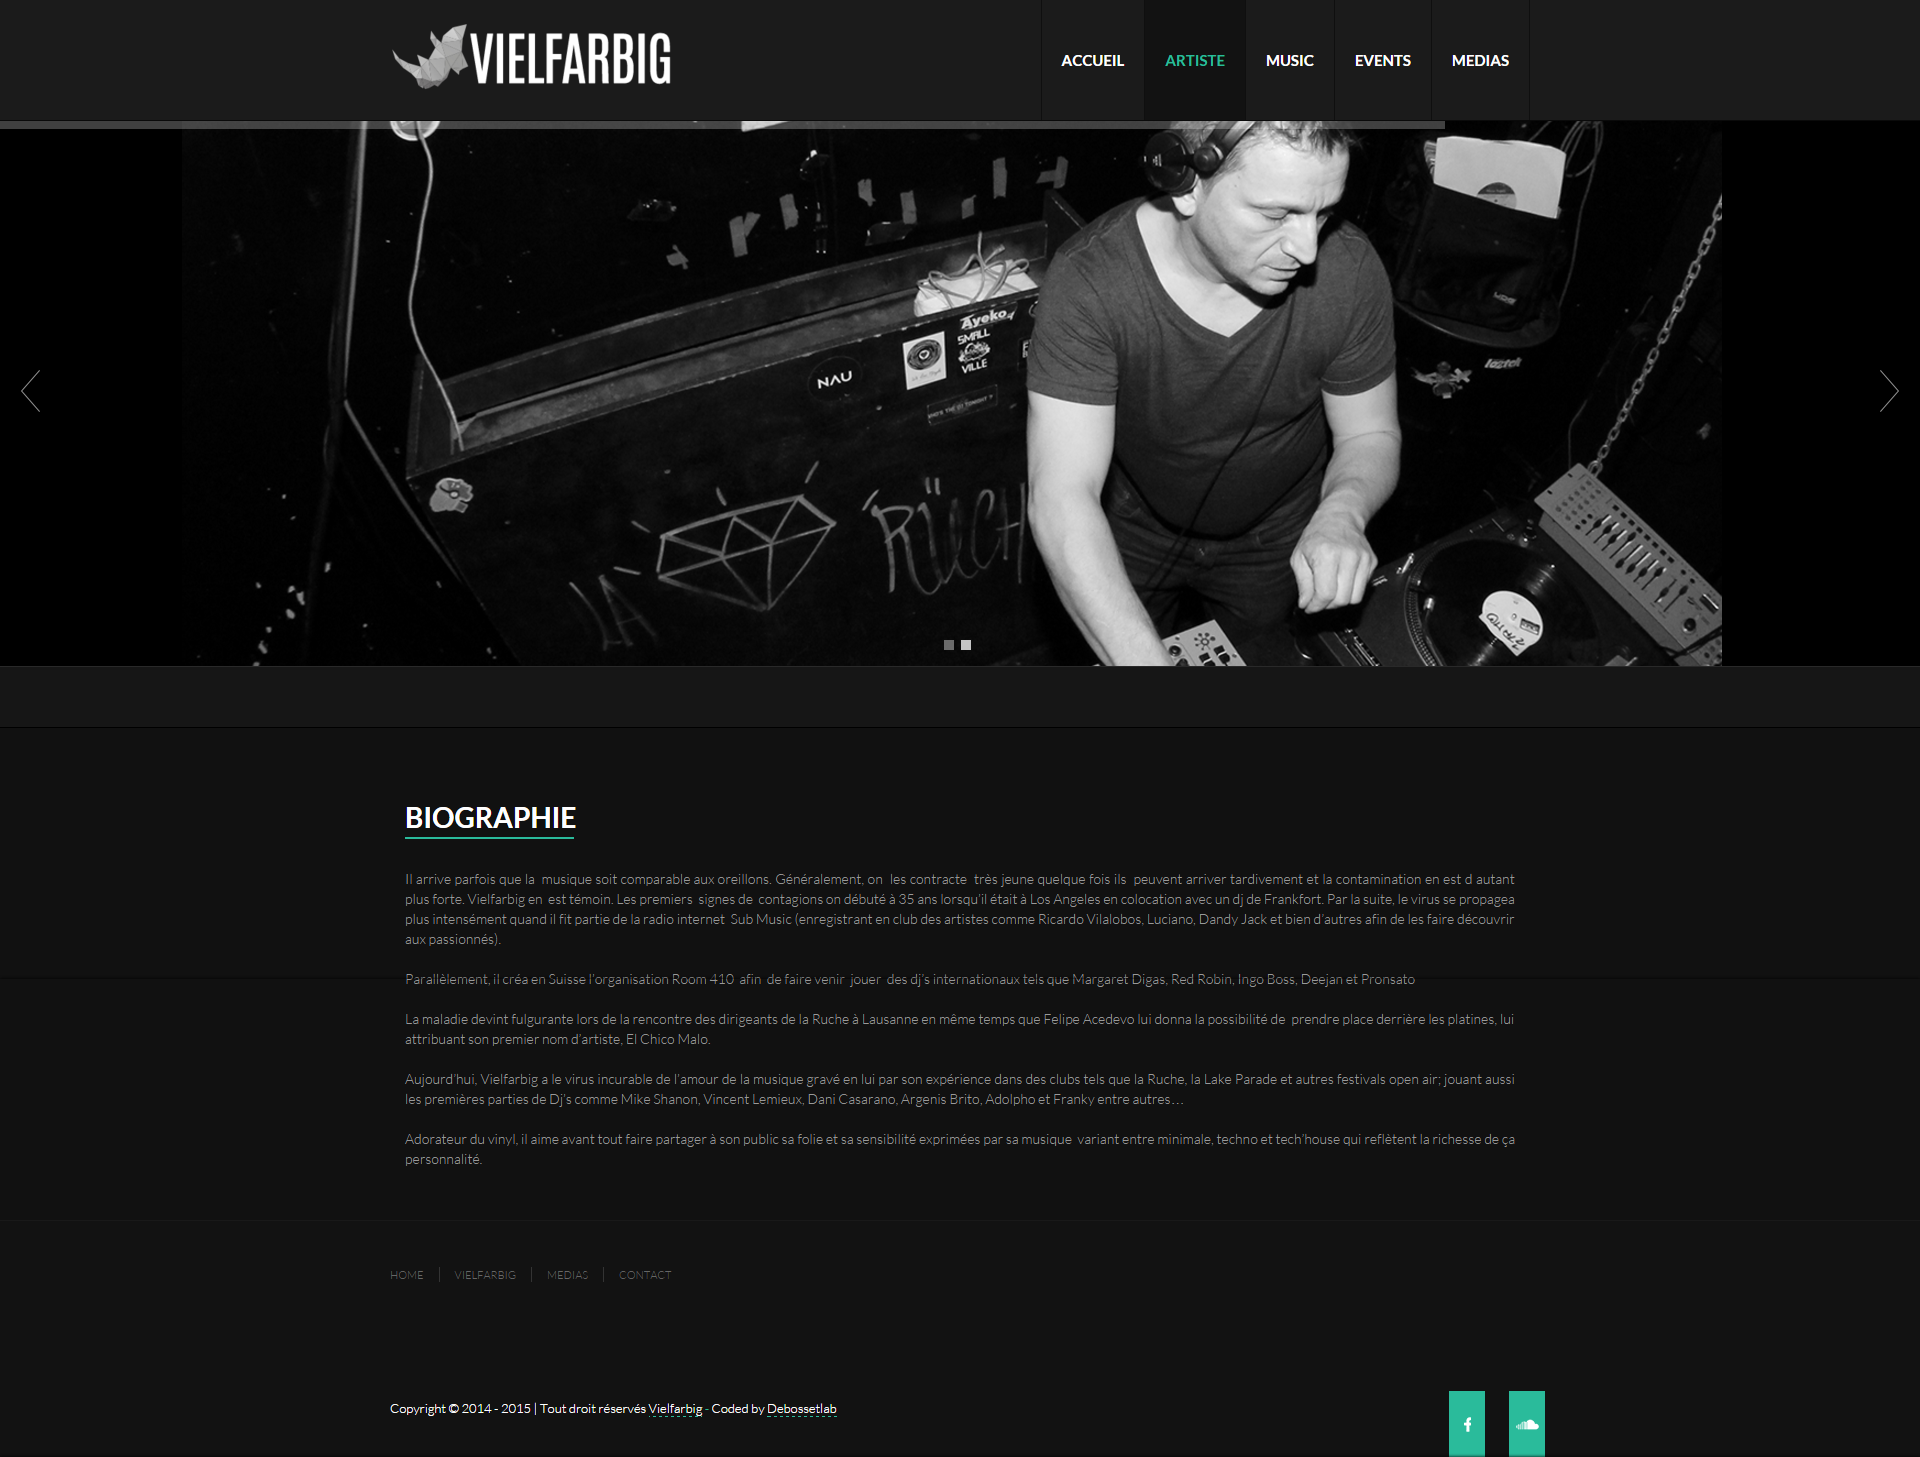 VIELFARBIG
ACCUEIL
ARTISTE
MUSIC
EVENTS
MEDIAS
Ayeko
SMALL
VILLE
NAU
WHO'S THE DJ TONIGHT ?
LA RÜCH
BIOGRAPHIE
Il arrive parfois que la musique soit comparable aux oreillons. Généralement, on les contracte très jeune quelque fois ils peuvent arriver tardivement et la contamination en est d autant
plus forte. Vielfarbig en est témoin. Les premiers signes de contagions on débuté à 35 ans lorsqu'il était à Los Angeles en colocation avec un dj de Frankfort. Par la suite, le virus se propagea
plus intensément quand il fit partie de la radio internet Sub Music (enregistrant en club des artistes comme Ricardo Vilalobos, Luciano, Dandy Jack et bien d'autres afin de les faire découvrir
aux passionnés).
Parallèlement, il créa en Suisse l'organisation Room 410 afin de faire venir jouer des dj's internationaux tels que Margaret Digas, Red Robin, Ingo Boss, Deejan et Pronsato
La maladie devint fulgurante lors de la rencontre des dirigeants de la Ruche à Lausanne en même temps que Felipe Acedevo lui donna la possibilité de prendre place derrière les platines, lui
attribuant son premier nom d'artiste, El Chico Malo.
Aujourd'hui, Vielfarbig a le virus incurable de l'amour de la musique gravé en lui par son expérience dans des clubs tels que la Ruche, la Lake Parade et autres festivals open air; jouant aussi
les premières parties de Dj's comme Mike Shanon, Vincent Lemieux, Dani Casarano, Argenis Brito, Adolpho et Franky entre autres…
Adorateur du vinyl, il aime avant tout faire partager à son public sa folie et sa sensibilité exprimées par sa musique variant entre minimale, techno et tech'house qui reflètent la richesse de ça
personnalité.
HOME
VIELFARBIG
MEDIAS
CONTACT
Copyright © 2014 - 2015 | Tout droit réservés Vielfarbig - Coded by Debossetlab